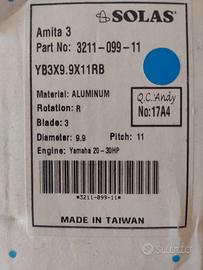 SOLAS
Amita 3
Part No: 3211-099-11
YB3X9.9X11RB
Material: ALUMINUM
Rotation: R
Blade: 3
Diameter: 9.9 Pitch: 11
Engine: Yamaha 20-30HP
Q.C. Andy
No:17A4
*3211-099-11*
MADE IN TAIWAN
subito